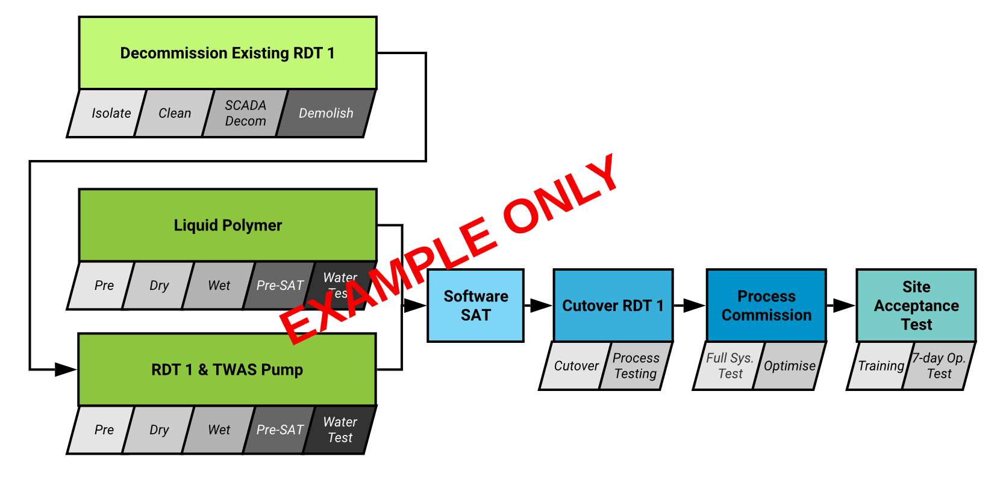 Decommission Existing RDT 1
Isolate
Clean
SCADA
Decom
Demolish
Liquid Polymer
Pre
Dry
Wet
Pre-SAT
Water
Test
EXAMPLE ONLY
RDT 1 & TWAS Pump
Pre
Dry
Wet
Pre-SAT
Water
Test
Software
SAT
Cutover RDT 1
Cutover
Process
Testing
Process
Commission
Full Sys.
Test
Optimise
Site
Acceptance
Test
Training
7-day Op.
Test